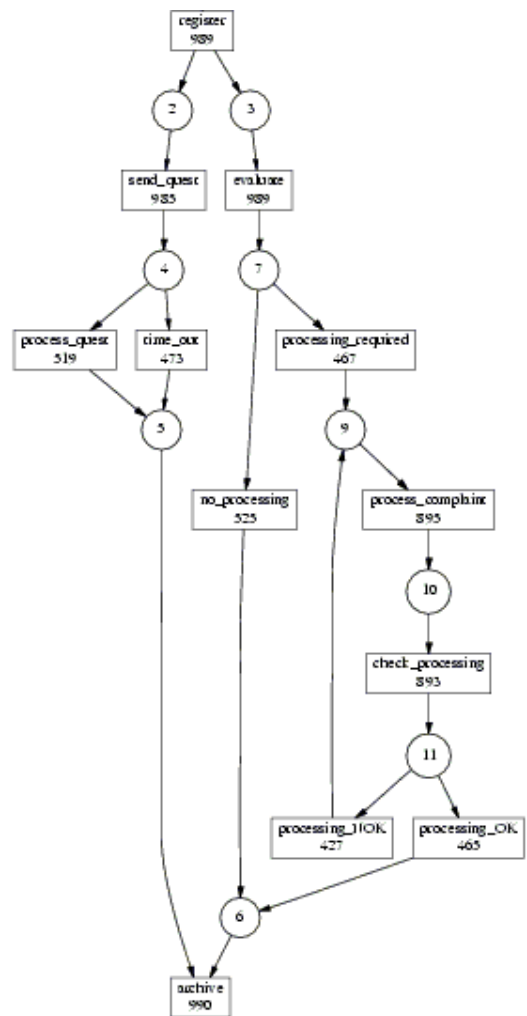 register
989
2
3
send_quest
985
evaluate
989
4
7
process_quest
519
time_out
473
processing_required
467
5
9
no_processing
525
process_complaint
895
10
check_processing
893
11
processing_NOK
427
processing_OK
465
6
archive
990